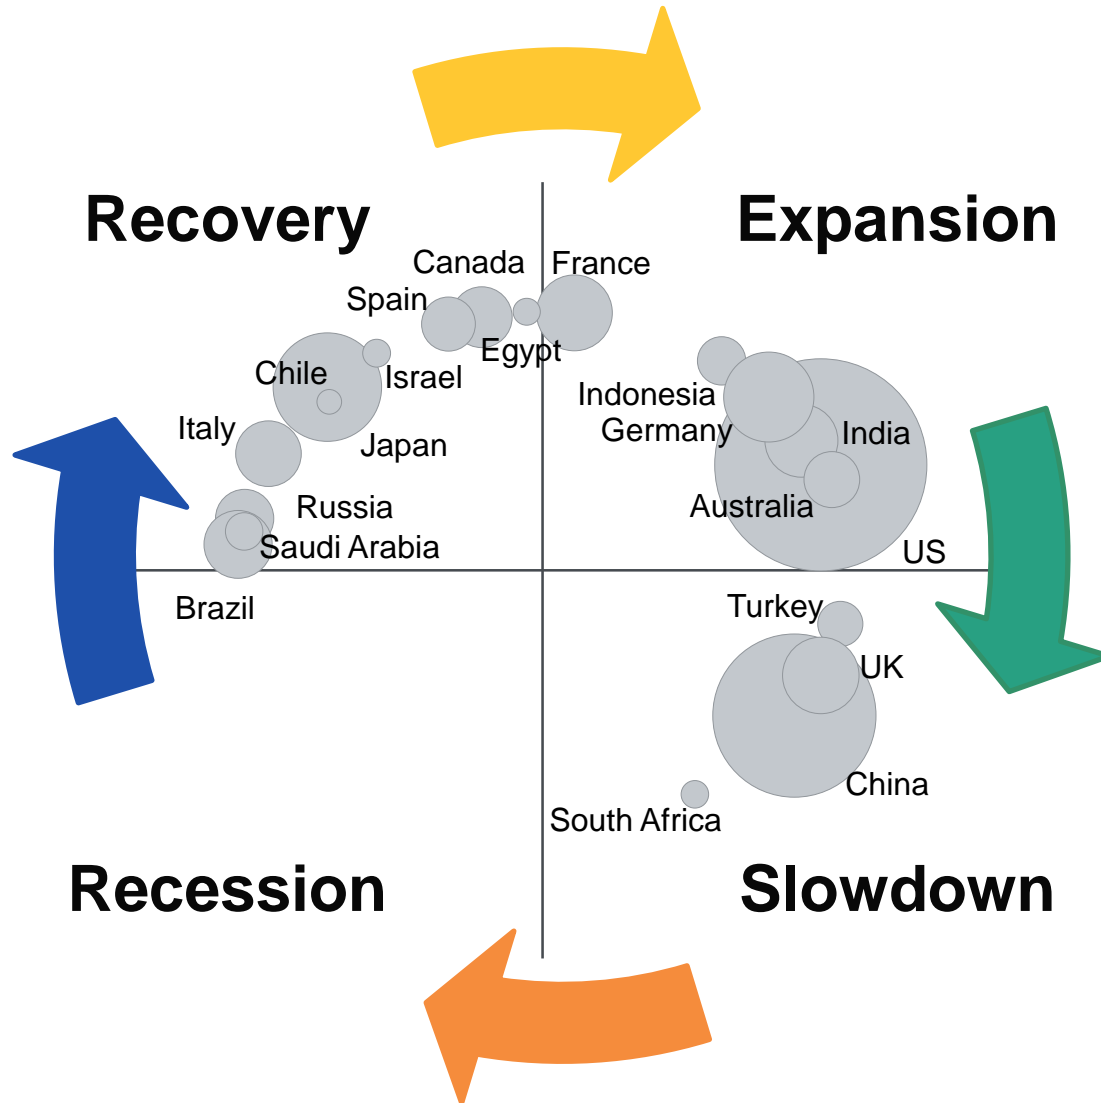 Recovery
Expansion
Canada
France
Spain
Egypt
Chile
Israel
Indonesia
Italy
Germany
India
Japan
Russia
Australia
Saudi Arabia
US
Brazil
Turkey
UK
China
South Africa
Recession
Slowdown